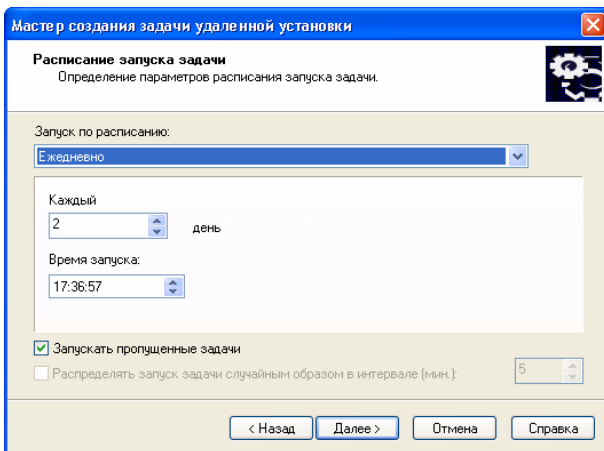 Мастер создания задачи удаленной установки
Расписание запуска задачи
Определение параметров расписания запуска задачи.
Запуск по расписанию:
Ежедневно
Каждый
2 день
Время запуска:
17:36:57
Запускать пропущенные задачи
Распределять запуск задачи случайным образом в интервале (мин.): 5
< Назад Далее > Отмена Справка